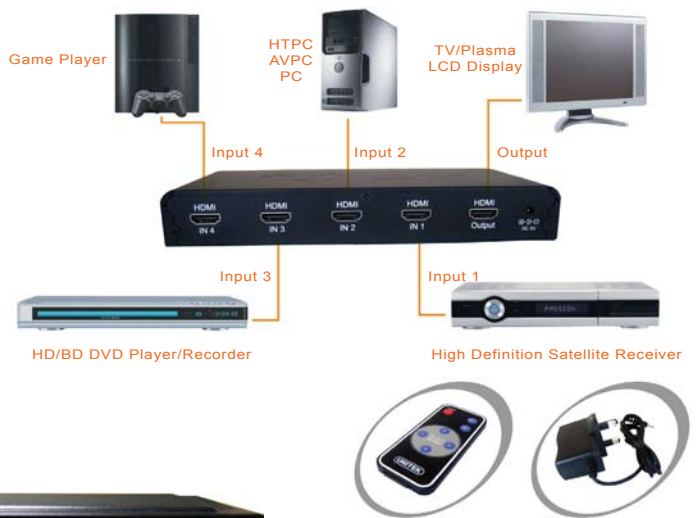 Game Player
HTPC
AVPC
PC
TV/Plasma
LCD Display
Input 4
Input 2
Output
HDMI
IN 4
HDMI
IN 3
HDMI
IN 2
HDMI
IN 1
HDMI
Output
DC 5V
Input 3
Input 1
HD/BD DVD Player/Recorder
High Definition Satellite Receiver
UNITEK